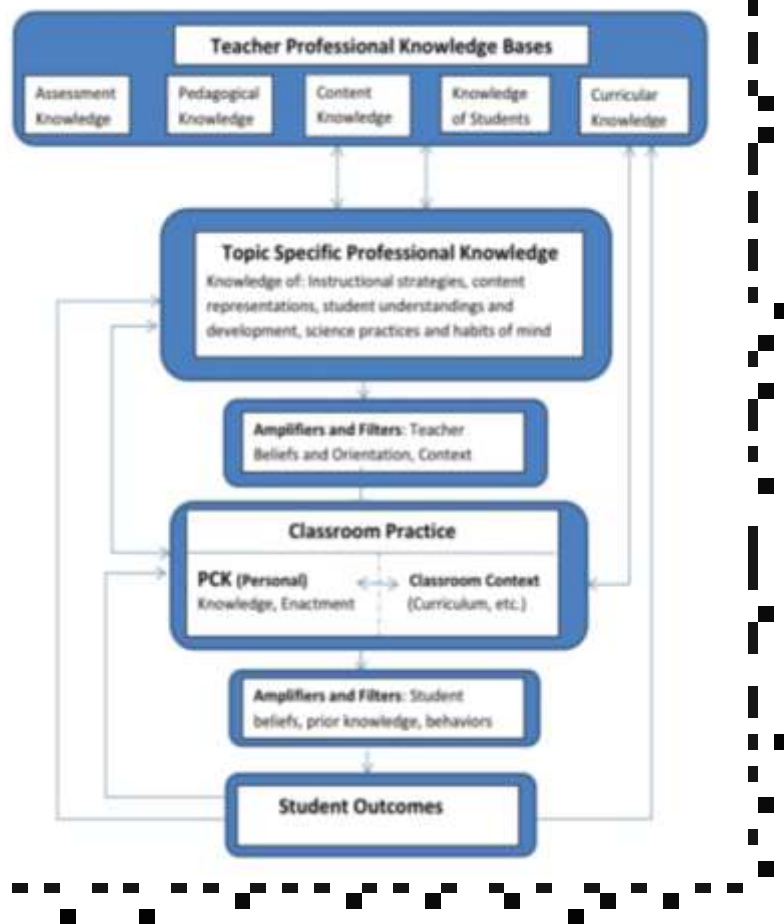 Teacher Professional Knowledge Bases
Assessment
Knowledge
Pedagogical
Knowledge
Content
Knowledge
Knowledge
of Students
Curricular
Knowledge
Topic Specific Professional Knowledge
Knowledge of: Instructional strategies, content
representations, student understandings and
development, science practices and habits of mind
Amplifiers and Filters: Teacher
Beliefs and Orientation, Context
Classroom Practice
PCK (Personal)
Knowledge, Enactment
Classroom Context
(Curriculum, etc.)
Amplifiers and Filters: Student
beliefs, prior knowledge, behaviors
Student Outcomes